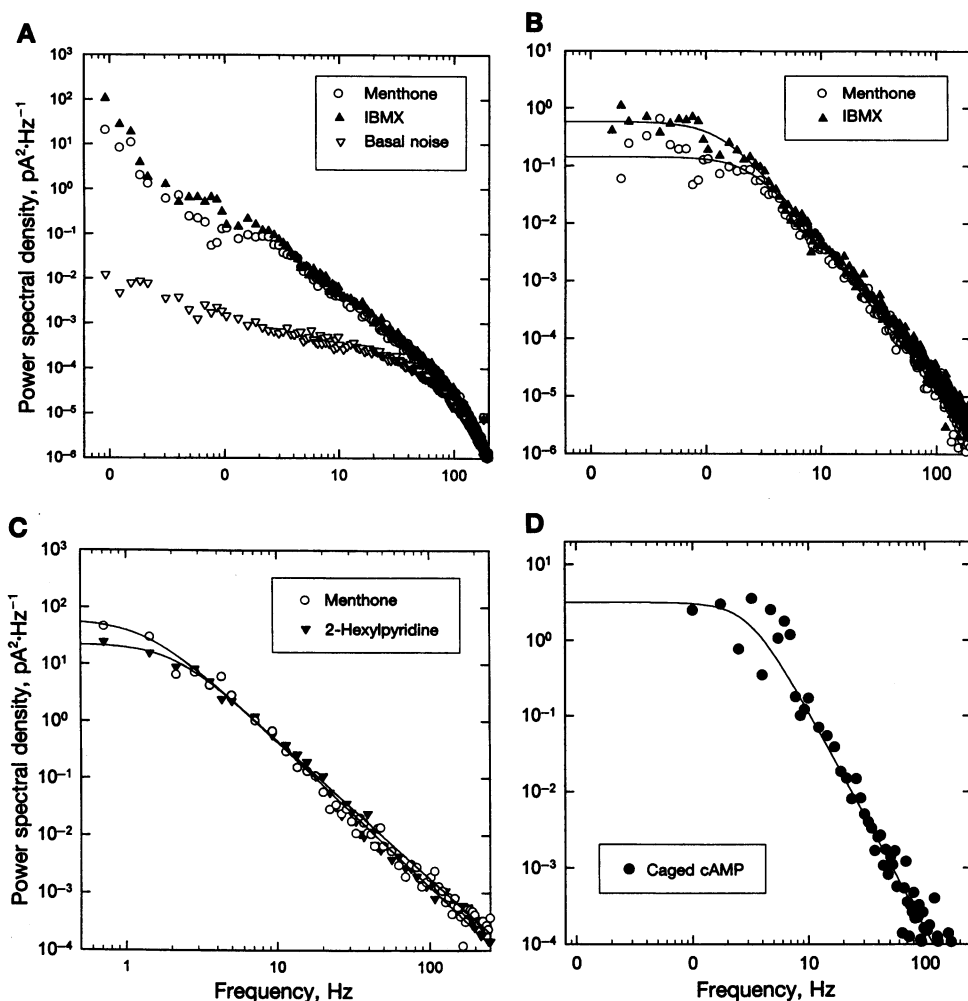 A
Power spectral density, pA²·Hz⁻¹
10³
10²
10¹
10⁰
10⁻¹
10⁻²
10⁻³
10⁻⁴
10⁻⁵
10⁻⁶
Menthone
IBMX
Basal noise
0 0 10 100
B
10¹
10⁰
10⁻¹
10⁻²
10⁻³
10⁻⁴
10⁻⁵
10⁻⁶
Menthone
IBMX
0 0 10 100
C
Power spectral density, pA²·Hz⁻¹
10³
10²
10¹
10⁰
10⁻¹
10⁻²
10⁻³
10⁻⁴
Menthone
2-Hexylpyridine
1 10 100
Frequency, Hz
D
10¹
10⁰
10⁻¹
10⁻²
10⁻³
10⁻⁴
Caged cAMP
0 0 10 100
Frequency, Hz